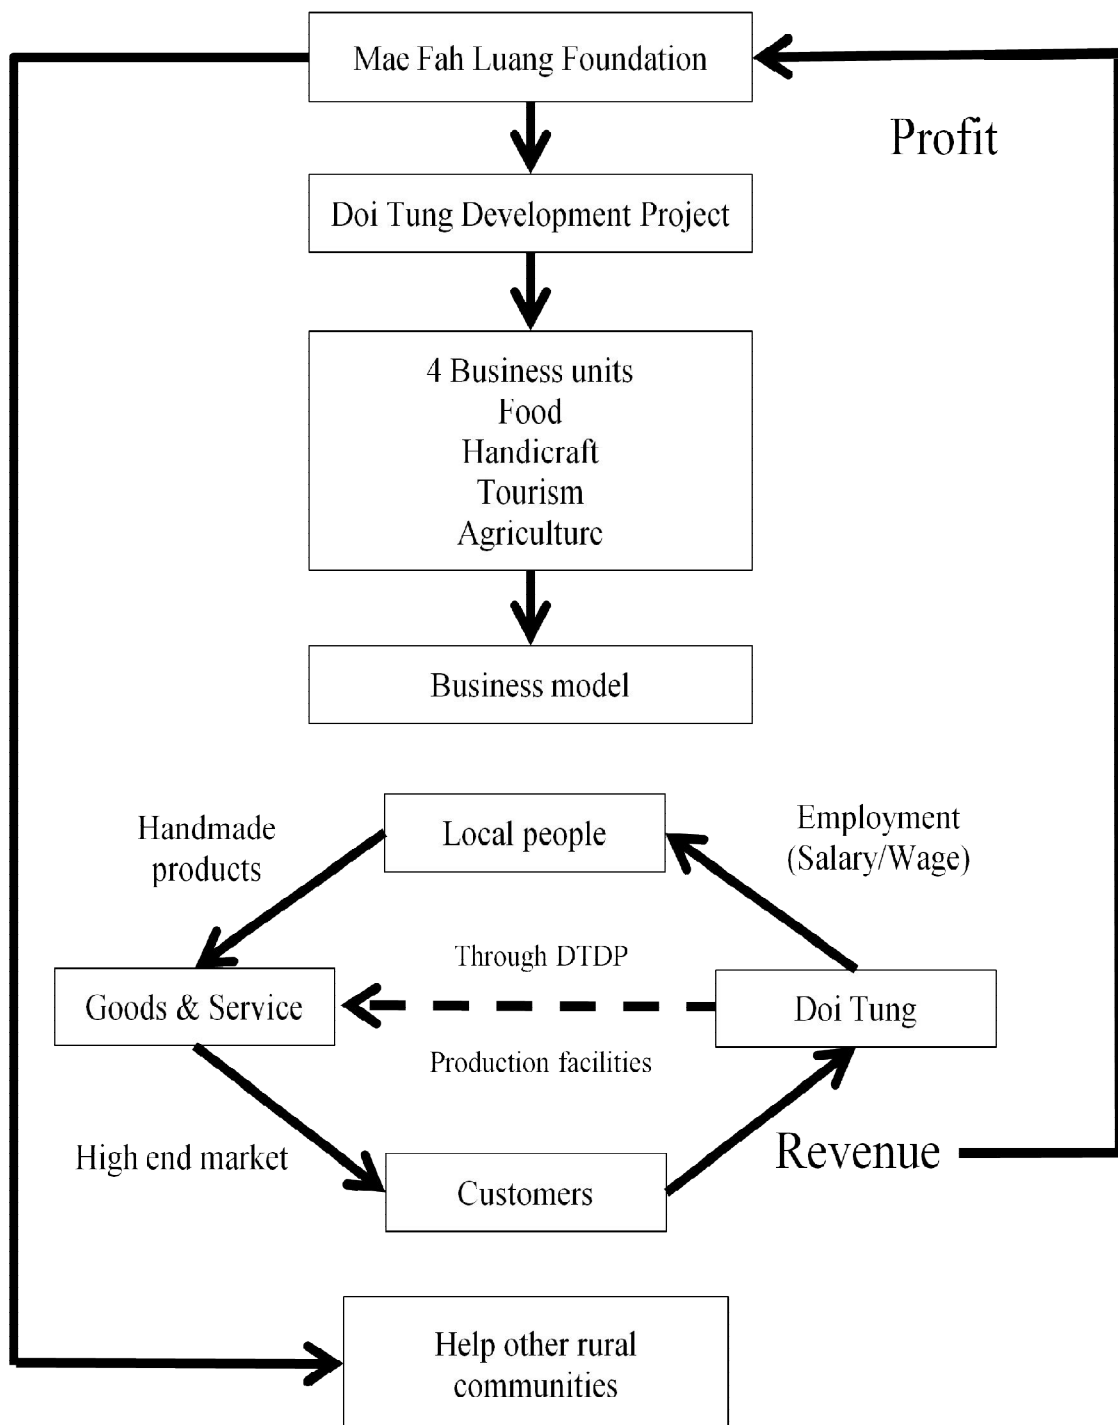 Mae Fah Luang Foundation
Profit
Doi Tung Development Project
4 Business units
Food
Handicraft
Tourism
Agriculture
Business model
Handmade
products
Local people
Employment
(Salary/Wage)
Through DTDP
Goods & Service
Doi Tung
Production facilities
High end market
Customers
Revenue
Help other rural
communities